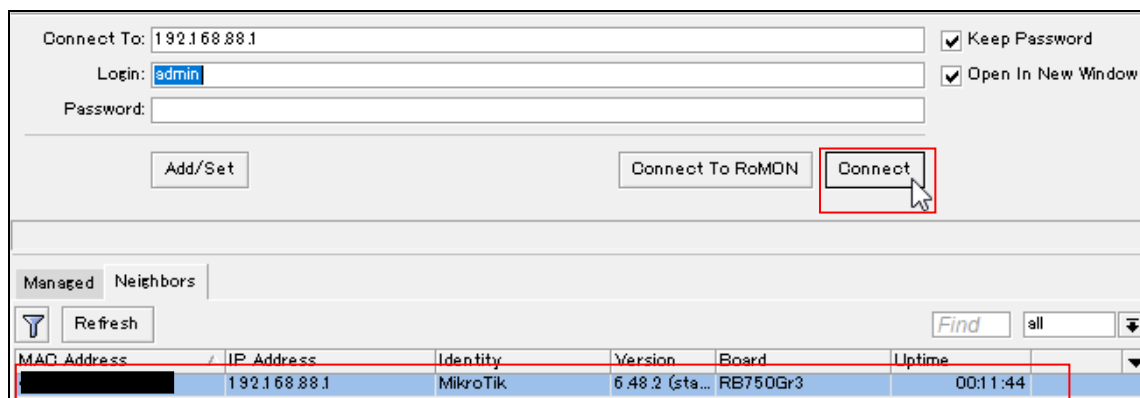 Connect To: 192.168.88.1
Keep Password
Login: admin
Open In New Window
Password:
Add/Set
Connect To RoMON
Connect
Managed
Neighbors
Refresh
Find
all
MAC Address / IP Address Identity Version Board Uptime
192.168.88.1 MikroTik 6.48.2 (sta... RB750Gr3 00:11:44